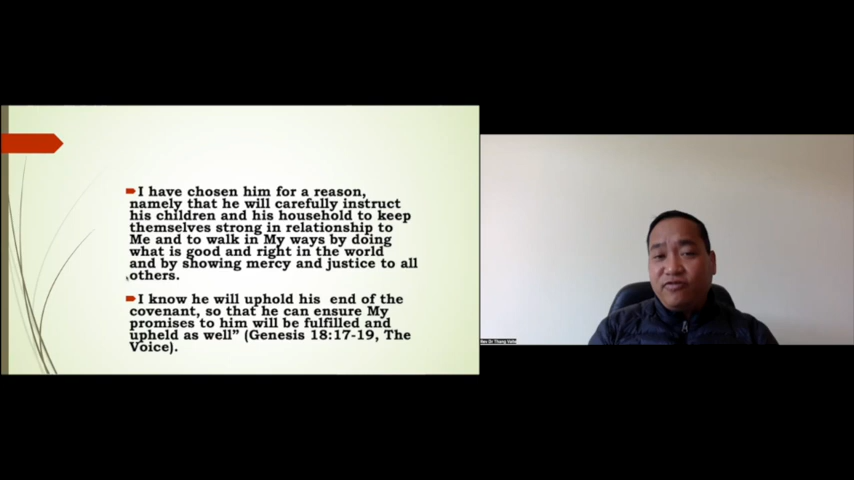 I have chosen him for a reason,
namely that he will carefully instruct
his children and his household to keep
themselves strong in relationship to
Me and to walk in My ways by doing
what is good and right in the world
and by showing mercy and justice to all
others.
I know he will uphold his end of the
covenant, so that he can ensure My
promises to him will be fulfilled and
upheld as well” (Genesis 18:17-19, The
Voice).
Rev Dr Thang